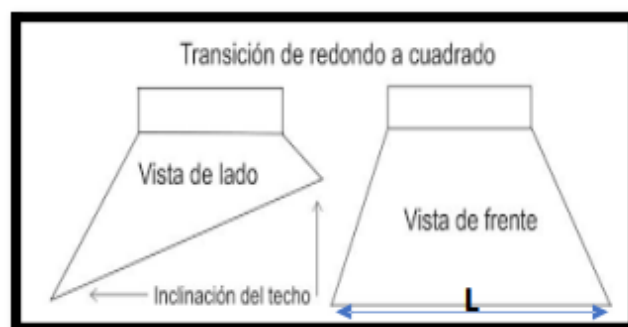 Transición de redondo a cuadrado
Vista de lado
Vista de frente
Inclinación del techo
L